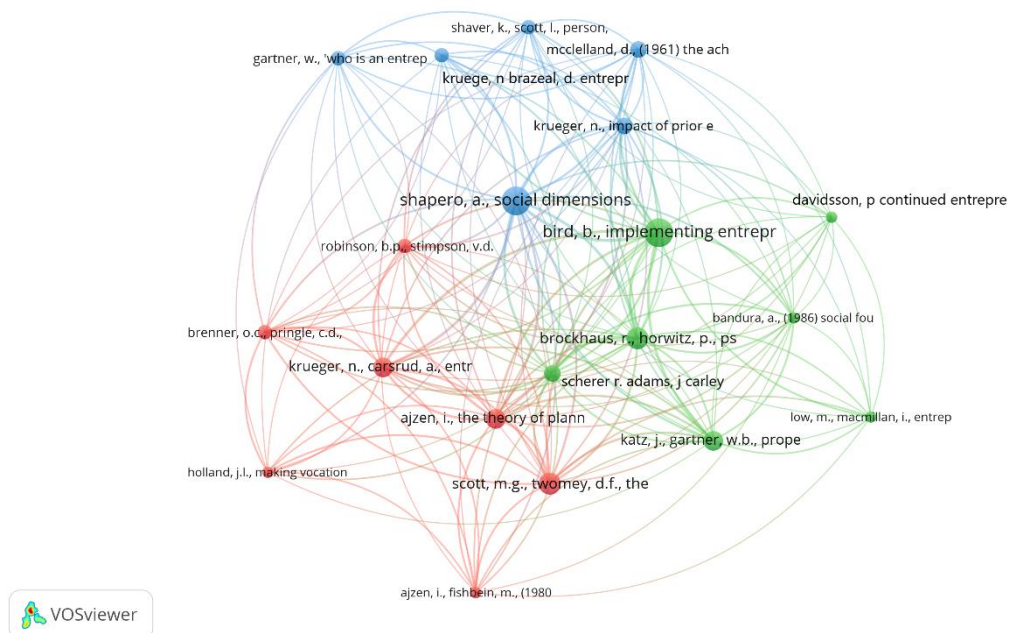 shaver, k., scott, l., person,
mcclelland, d., (1961) the ach
gartner, w., 'who is an entrep
kruege, n brazeal, d. entrepr
krueger, n., impact of prior e
shapero, a., social dimensions
davidsson, p continued entrepre
bird, b., implementing entrepr
robinson, b.p., stimpson, v.d.
bandura, a., (1986) social fou
brenner, o.c., pringle, c.d.,
brockhaus, r., horwitz, p., ps
krueger, n., carsrud, a., entr
scherer r. adams, j carley
ajzen, i., the theory of plann
low, m., macmillan, i., entrep
katz, j., gartner, w.b., prope
holland, j.l., making vocation
scott, m.g., twomey, d.f., the
ajzen, i., fishbein, m., (1980
VOSviewer